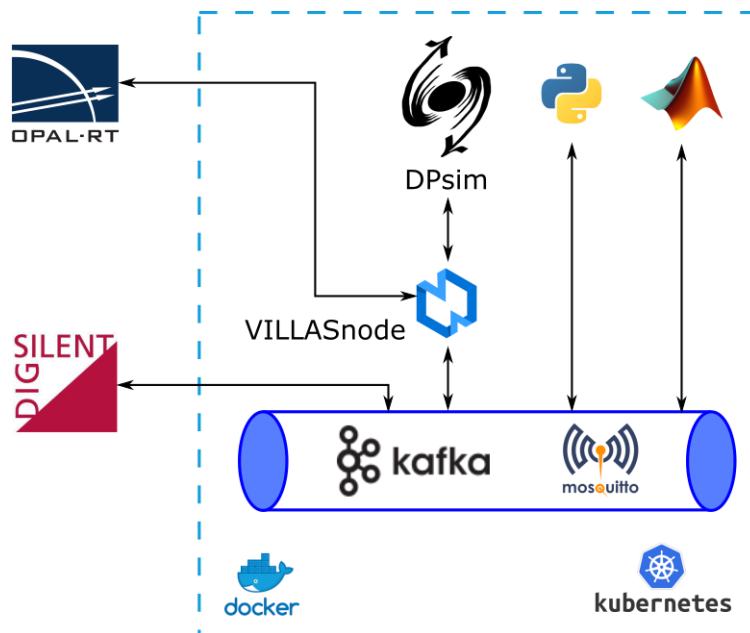 OPAL-RT
DPsim
VILLASnode
DIG
SILENT
kafka
mosquitto
docker
kubernetes